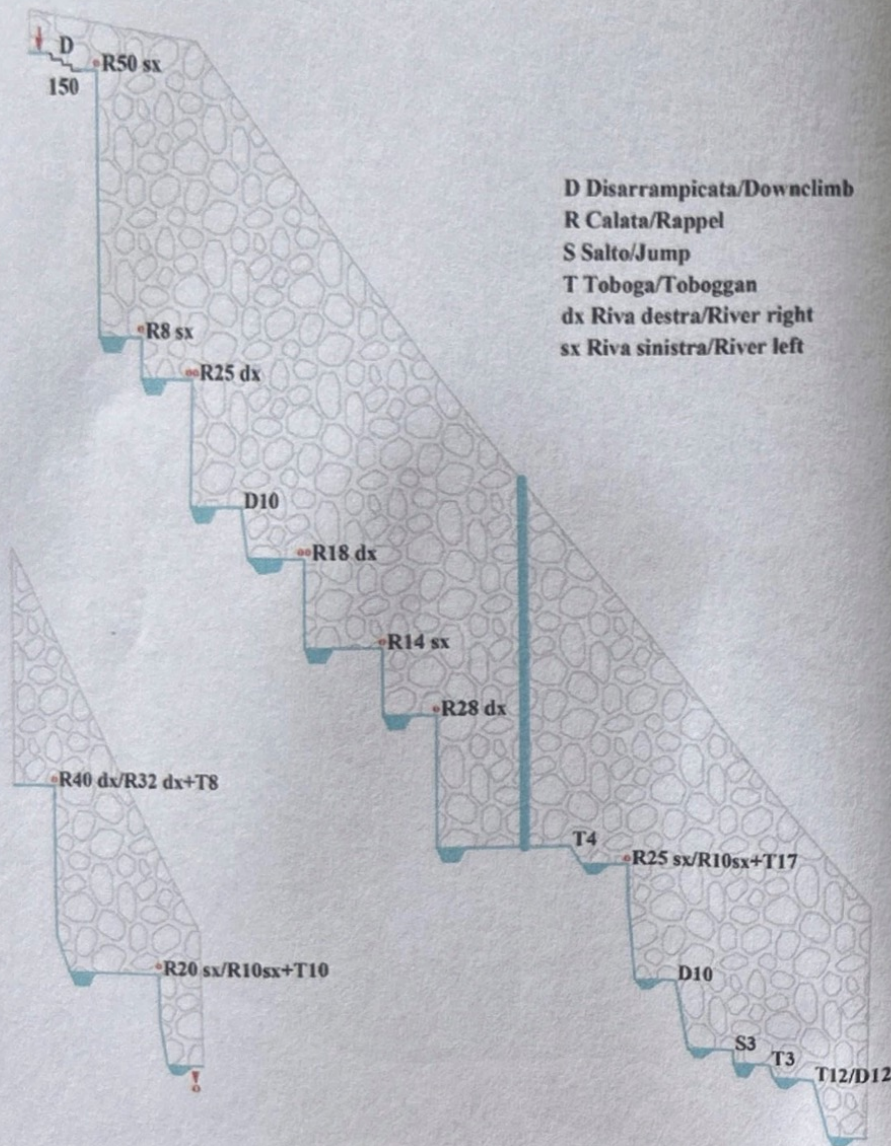 D
R50 sx
150
D Disarrampicata/Downclimb
R Calata/Rappel
S Salto/Jump
T Toboga/Toboggan
dx Riva destra/River right
sx Riva sinistra/River left
R8 sx
R25 dx
D10
R18 dx
R14 sx
R28 dx
T4
R25 sx/R10sx+T17
D10
S3
T3
T12/D12
R40 dx/R32 dx+T8
R20 sx/R10sx+T10
!